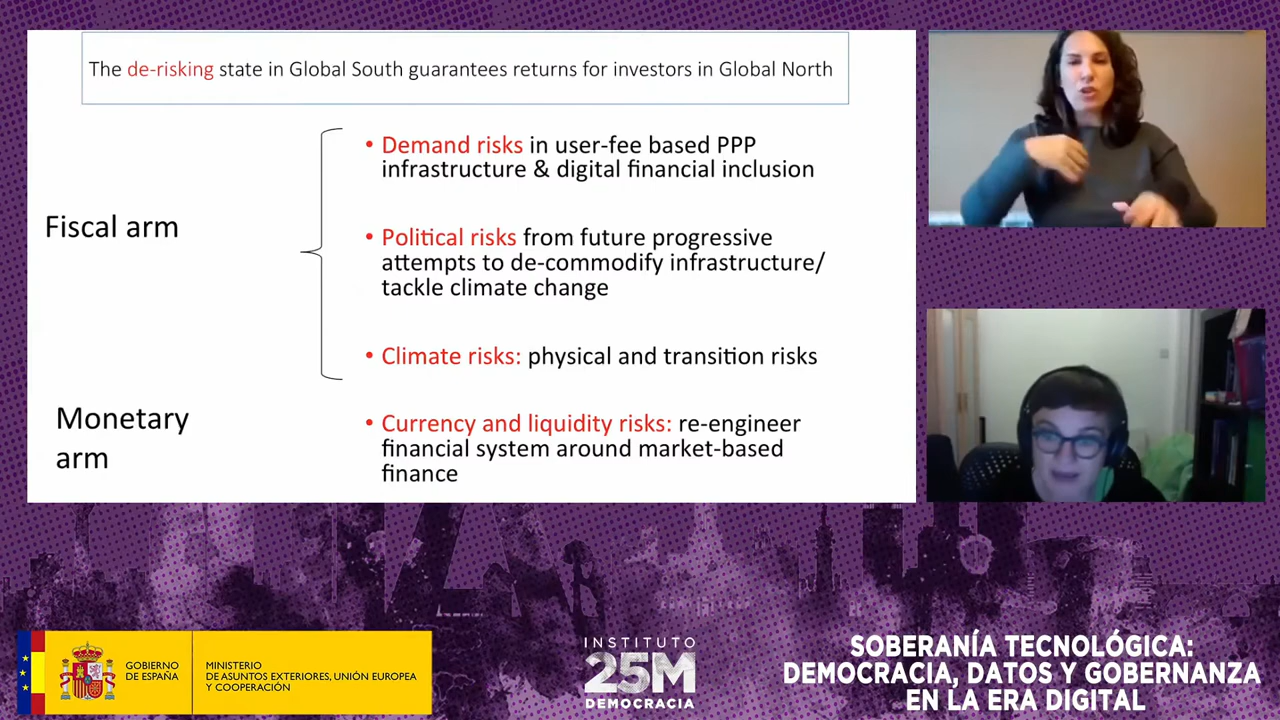 The de-risking state in Global South guarantees returns for investors in Global North
Fiscal arm
• Demand risks in user-fee based PPP
infrastructure & digital financial inclusion
• Political risks from future progressive
attempts to de-commodify infrastructure/
tackle climate change
• Climate risks: physical and transition risks
Monetary
arm
• Currency and liquidity risks: re-engineer
financial system around market-based
finance
GOBIERNO
DE ESPAÑA
MINISTERIO
DE ASUNTOS EXTERIORES, UNIÓN EUROPEA
Y COOPERACIÓN
INSTITUTO
25M
DEMOCRACIA
SOBERANÍA TECNOLÓGICA:
DEMOCRACIA, DATOS Y GOBERNANZA
EN LA ERA DIGITAL